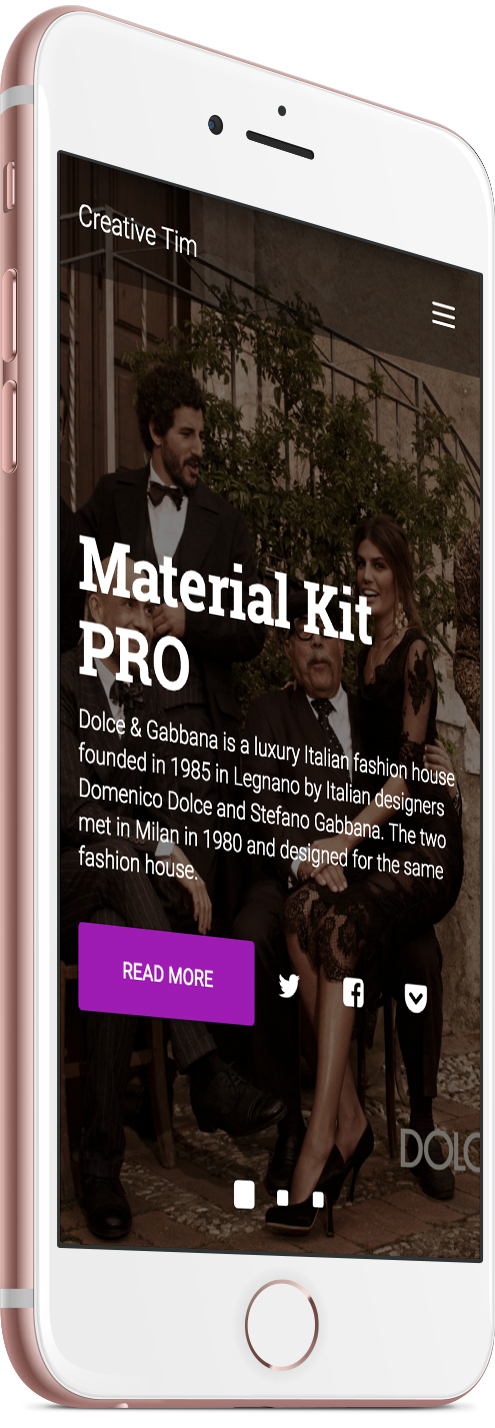 Creative Tim
Material Kit
PRO
Dolce & Gabbana is a luxury Italian fashion house
founded in 1985 in Legnano by Italian designers
Domenico Dolce and Stefano Gabbana. The two
met in Milan in 1980 and designed for the same
fashion house.
READ MORE
DOLC